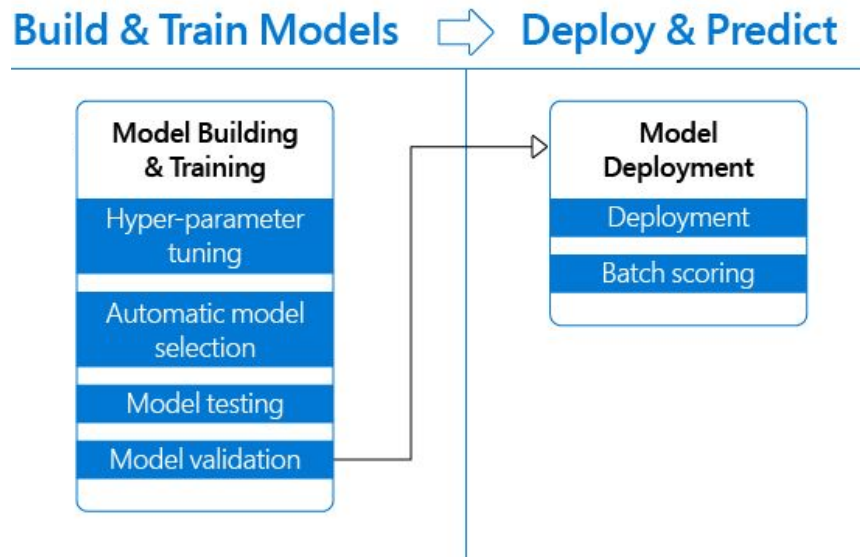 Build & Train Models
Deploy & Predict
Model Building
& Training
Hyper-parameter
tuning
Automatic model
selection
Model testing
Model validation
Model
Deployment
Deployment
Batch scoring